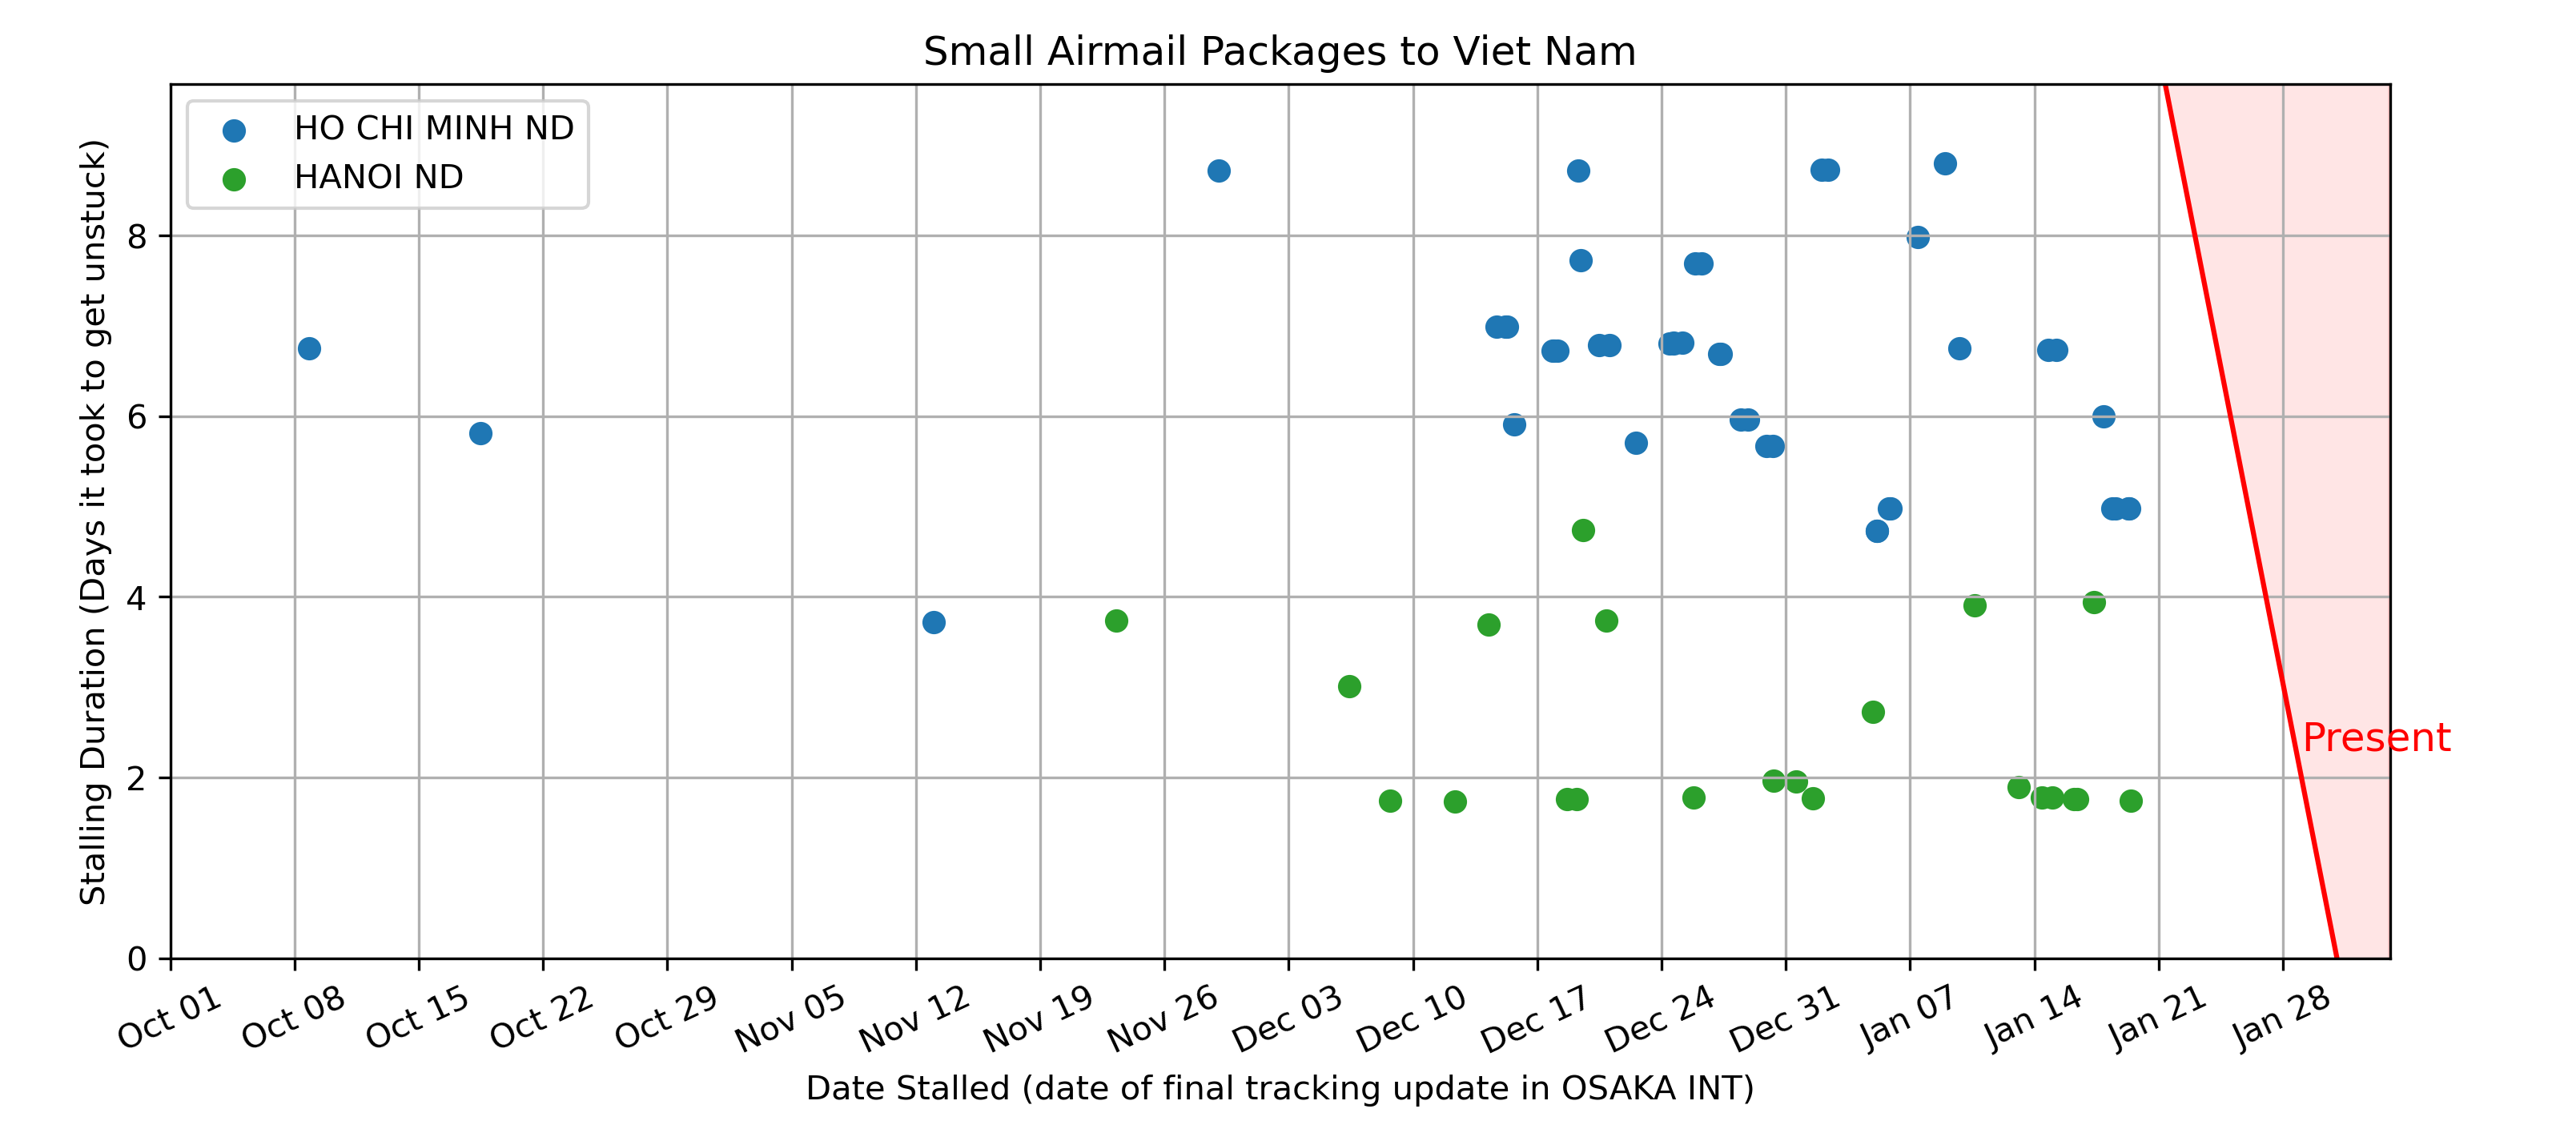 Small Airmail Packages to Viet Nam
HO CHI MINH ND
HANOI ND
Stalling Duration (Days it took to get unstuck)
8
6
4
2
0
Present
Oct 01
Oct 08
Oct 15
Oct 22
Oct 29
Nov 05
Nov 12
Nov 19
Nov 26
Dec 03
Dec 10
Dec 17
Dec 24
Dec 31
Jan 07
Jan 14
Jan 21
Jan 28
Date Stalled (date of final tracking update in OSAKA INT)